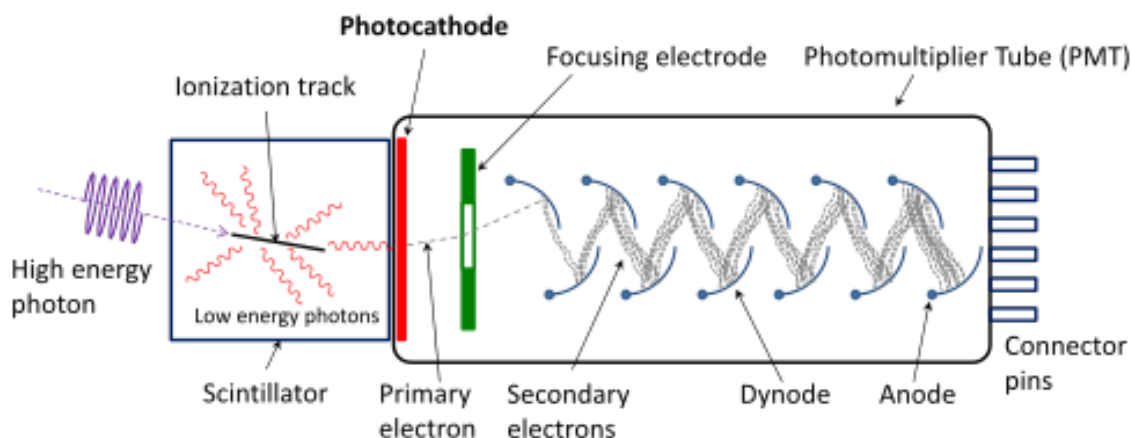 Photocathode
Focusing electrode
Photomultiplier Tube (PMT)
Ionization track
High energy
photon
Low energy photons
Scintillator
Primary
electron
Secondary
electrons
Dynode
Anode
Connector
pins